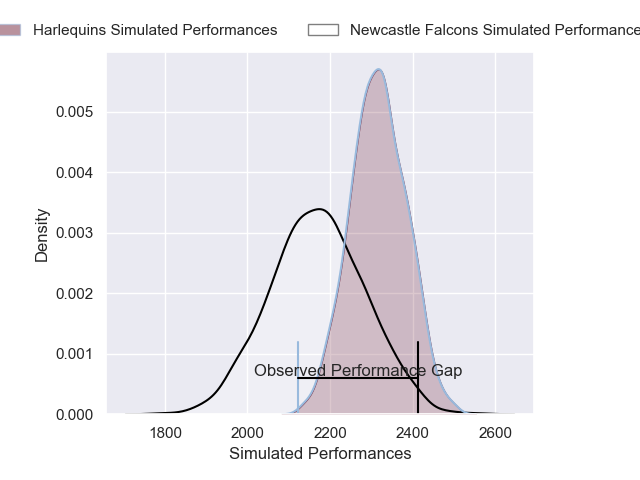 Harlequins Simulated Performances Newcastle Falcons Simulated Performance
0.005
0.004
0.003
0.002
0.001
0.000
Density
Observed Performance Gap
1800 2000 2200 2400 2600
Simulated Performances